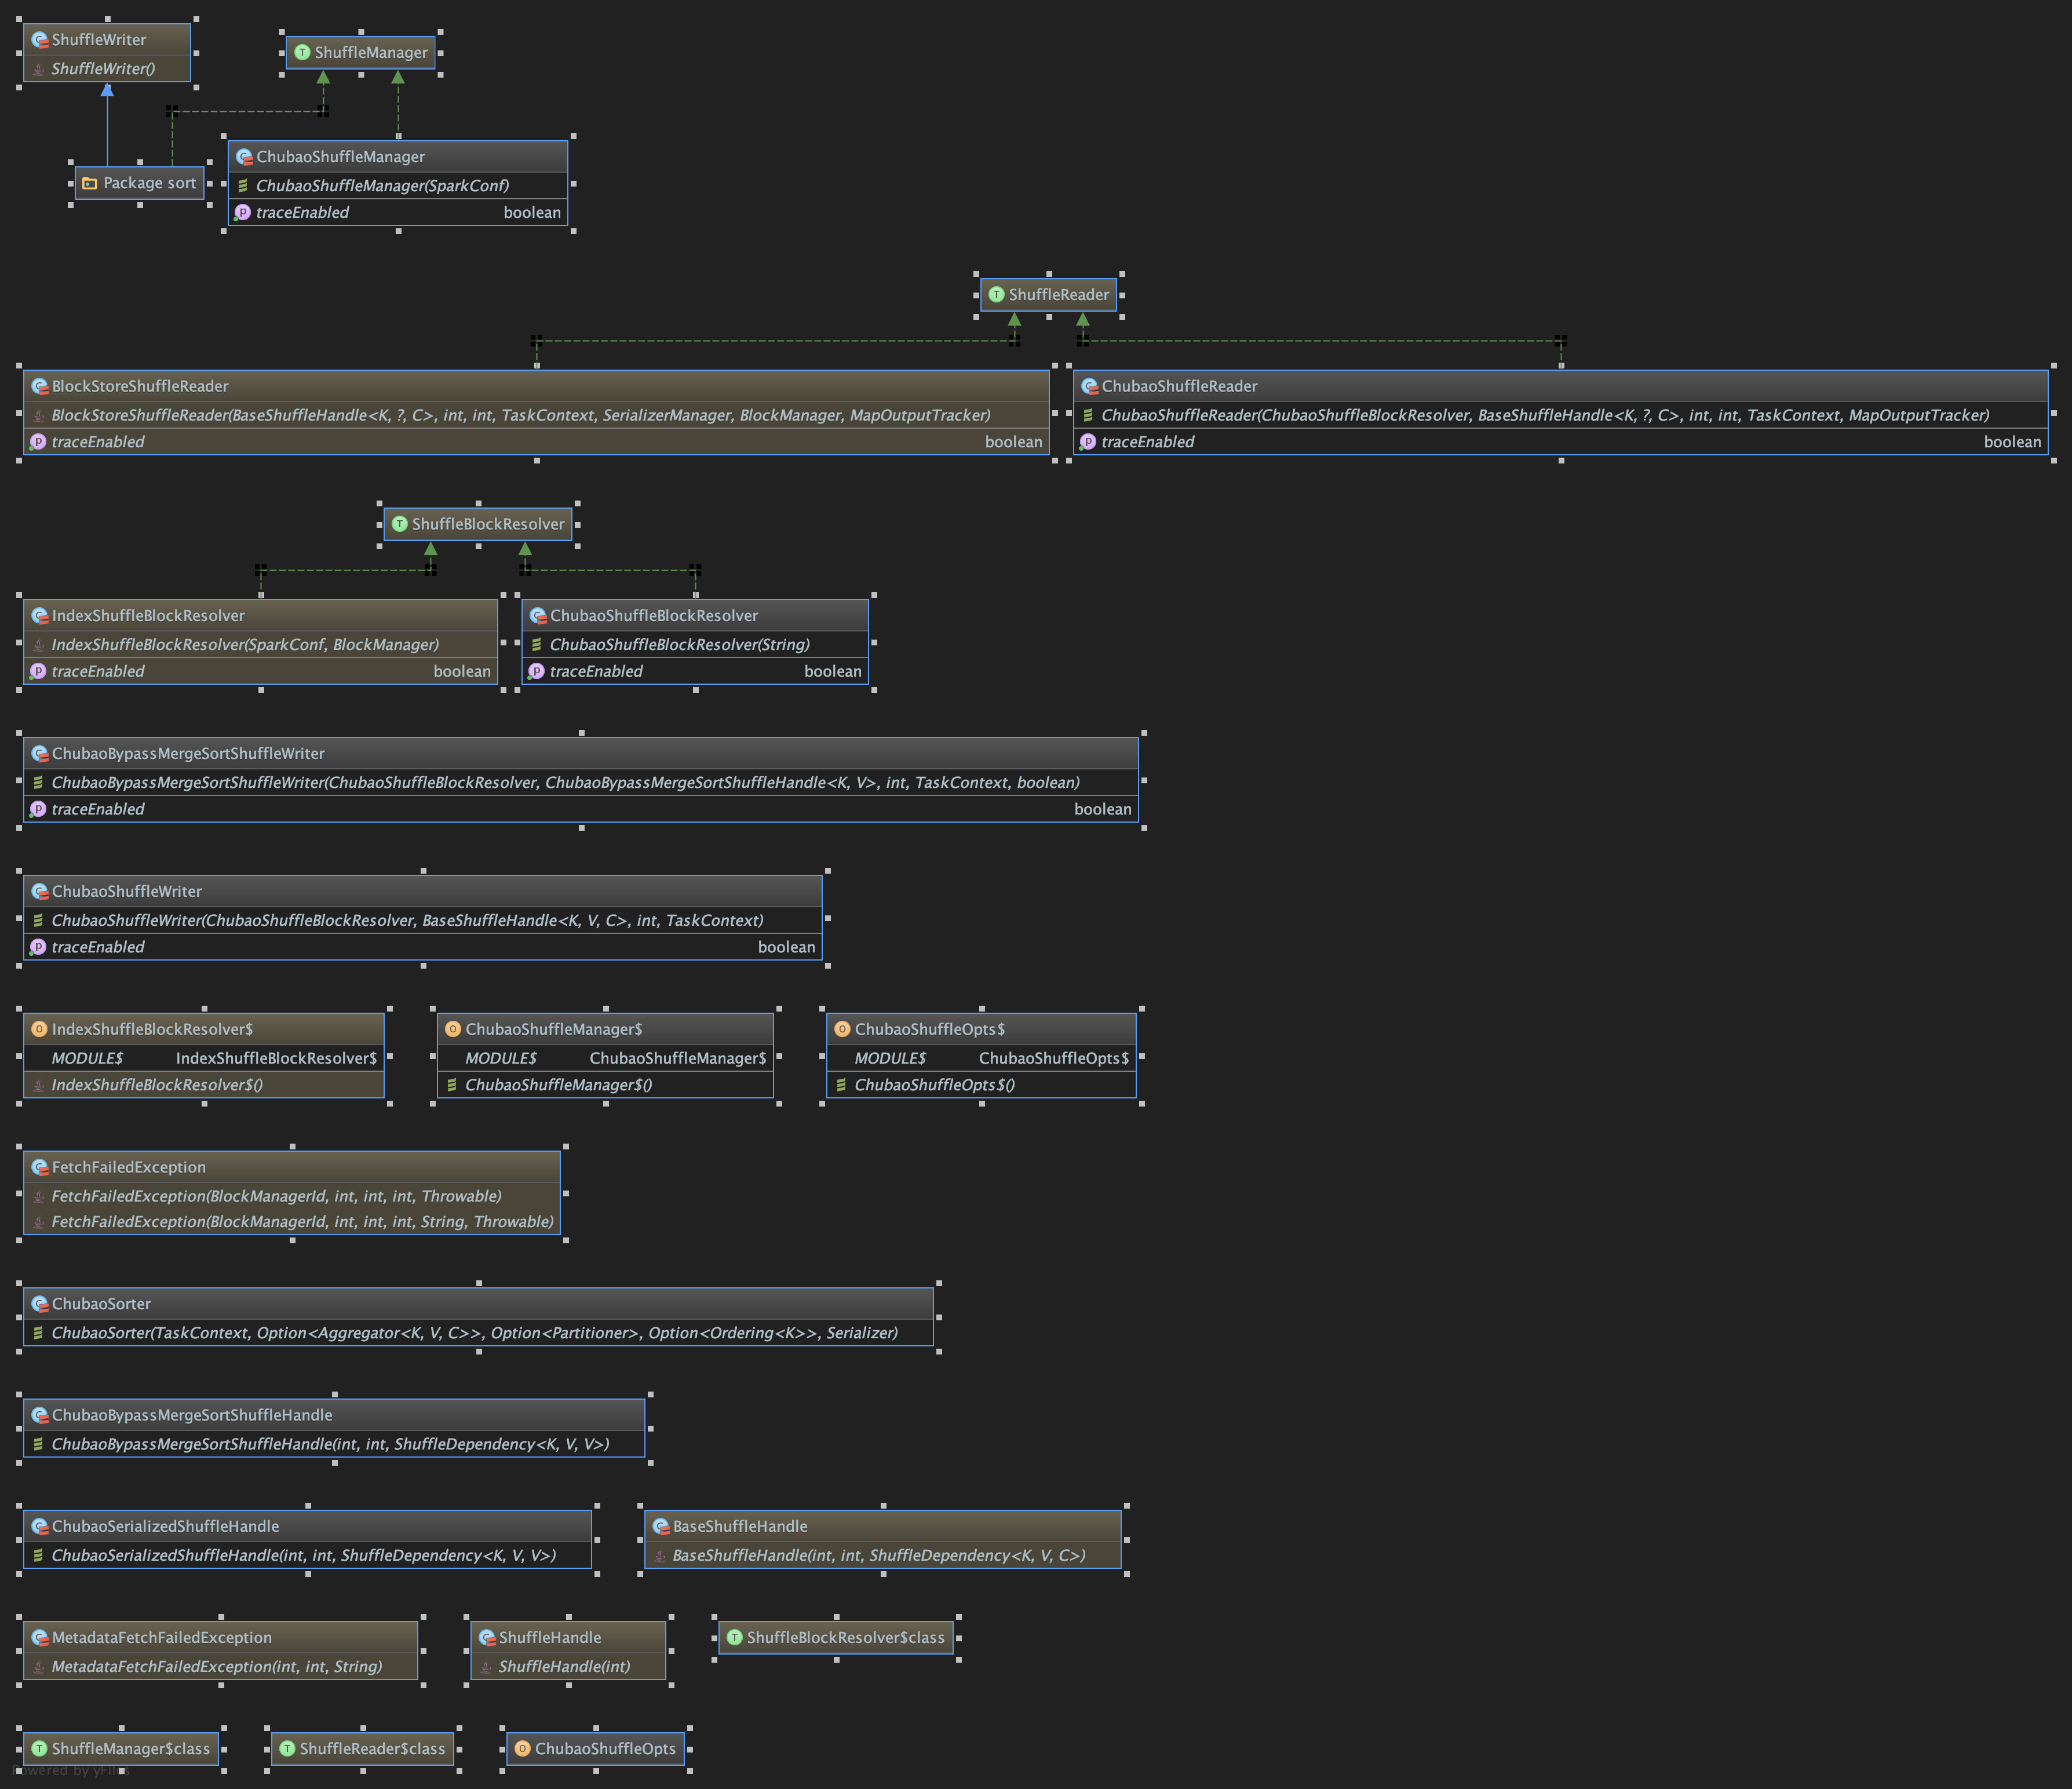 ShuffleWriter
ShuffleWriter()
ShuffleManager
Package sort
ChubaoShuffleManager
ChubaoShuffleManager(SparkConf)
traceEnabled boolean
ShuffleReader
BlockStoreShuffleReader
BlockStoreShuffleReader(BaseShuffleHandle<K, ?, C>, int, int, TaskContext, SerializerManager, BlockManager, MapOutputTracker)
traceEnabled boolean
ChubaoShuffleReader
ChubaoShuffleReader(ChubaoShuffleBlockResolver, BaseShuffleHandle<K, ?, C>, int, int, TaskContext, MapOutputTracker)
traceEnabled boolean
ShuffleBlockResolver
IndexShuffleBlockResolver
IndexShuffleBlockResolver(SparkConf, BlockManager)
traceEnabled boolean
ChubaoShuffleBlockResolver
ChubaoShuffleBlockResolver(String)
traceEnabled boolean
ChubaoBypassMergeSortShuffleWriter
ChubaoBypassMergeSortShuffleWriter(ChubaoShuffleBlockResolver, ChubaoBypassMergeSortShuffleHandle<K, V>, int, TaskContext, boolean)
traceEnabled boolean
ChubaoShuffleWriter
ChubaoShuffleWriter(ChubaoShuffleBlockResolver, BaseShuffleHandle<K, V, C>, int, TaskContext)
traceEnabled boolean
IndexShuffleBlockResolver$
MODULE$ IndexShuffleBlockResolver$
IndexShuffleBlockResolver$()
ChubaoShuffleManager$
MODULE$ ChubaoShuffleManager$
ChubaoShuffleManager$()
ChubaoShuffleOpts$
MODULE$ ChubaoShuffleOpts$
ChubaoShuffleOpts$()
FetchFailedException
FetchFailedException(BlockManagerId, int, int, int, Throwable)
FetchFailedException(BlockManagerId, int, int, int, String, Throwable)
ChubaoSorter
ChubaoSorter(TaskContext, Option<Aggregator<K, V, C>>, Option<Partitioner>, Option<Ordering<K>>, Serializer)
ChubaoBypassMergeSortShuffleHandle
ChubaoBypassMergeSortShuffleHandle(int, int, ShuffleDependency<K, V, V>)
ChubaoSerializedShuffleHandle
ChubaoSerializedShuffleHandle(int, int, ShuffleDependency<K, V, V>)
BaseShuffleHandle
BaseShuffleHandle(int, int, ShuffleDependency<K, V, C>)
MetadataFetchFailedException
MetadataFetchFailedException(int, int, String)
ShuffleHandle
ShuffleHandle(int)
ShuffleBlockResolver$class
ShuffleManager$class
ShuffleReader$class
ChubaoShuffleOpts
Powered by yFiles